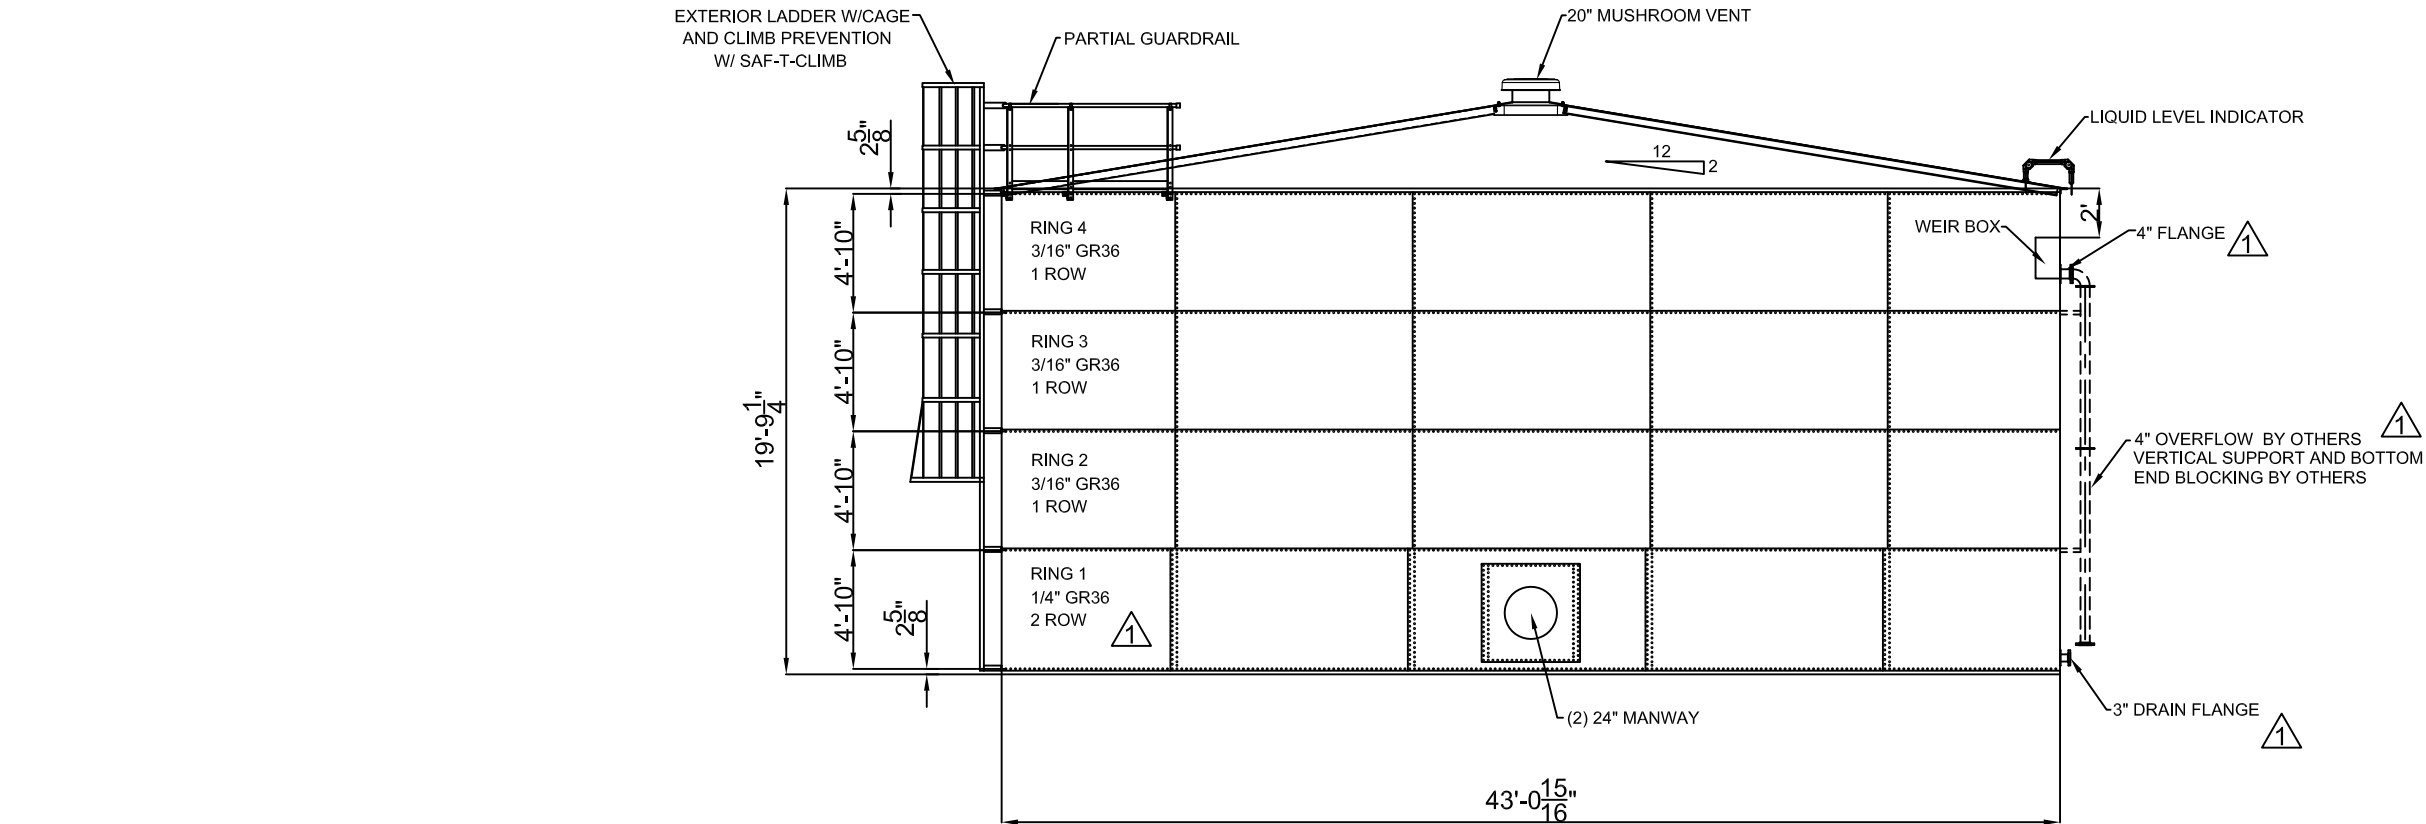 EXTERIOR LADDER W/CAGE
AND CLIMB PREVENTION
W/ SAF-T-CLIMB
PARTIAL GUARDRAIL
20" MUSHROOM VENT
LIQUID LEVEL INDICATOR
12
2
2 5/8"
2'
WEIR BOX
4" FLANGE
1
RING 4
3/16" GR36
1 ROW
4'-10"
RING 3
3/16" GR36
1 ROW
4'-10"
19'-9 1/4"
1
4" OVERFLOW BY OTHERS
VERTICAL SUPPORT AND BOTTOM
END BLOCKING BY OTHERS
RING 2
3/16" GR36
1 ROW
4'-10"
RING 1
1/4" GR36
2 ROW
1
4'-10"
2 5/8"
(2) 24" MANWAY
3" DRAIN FLANGE
1
43'-0 15/16"